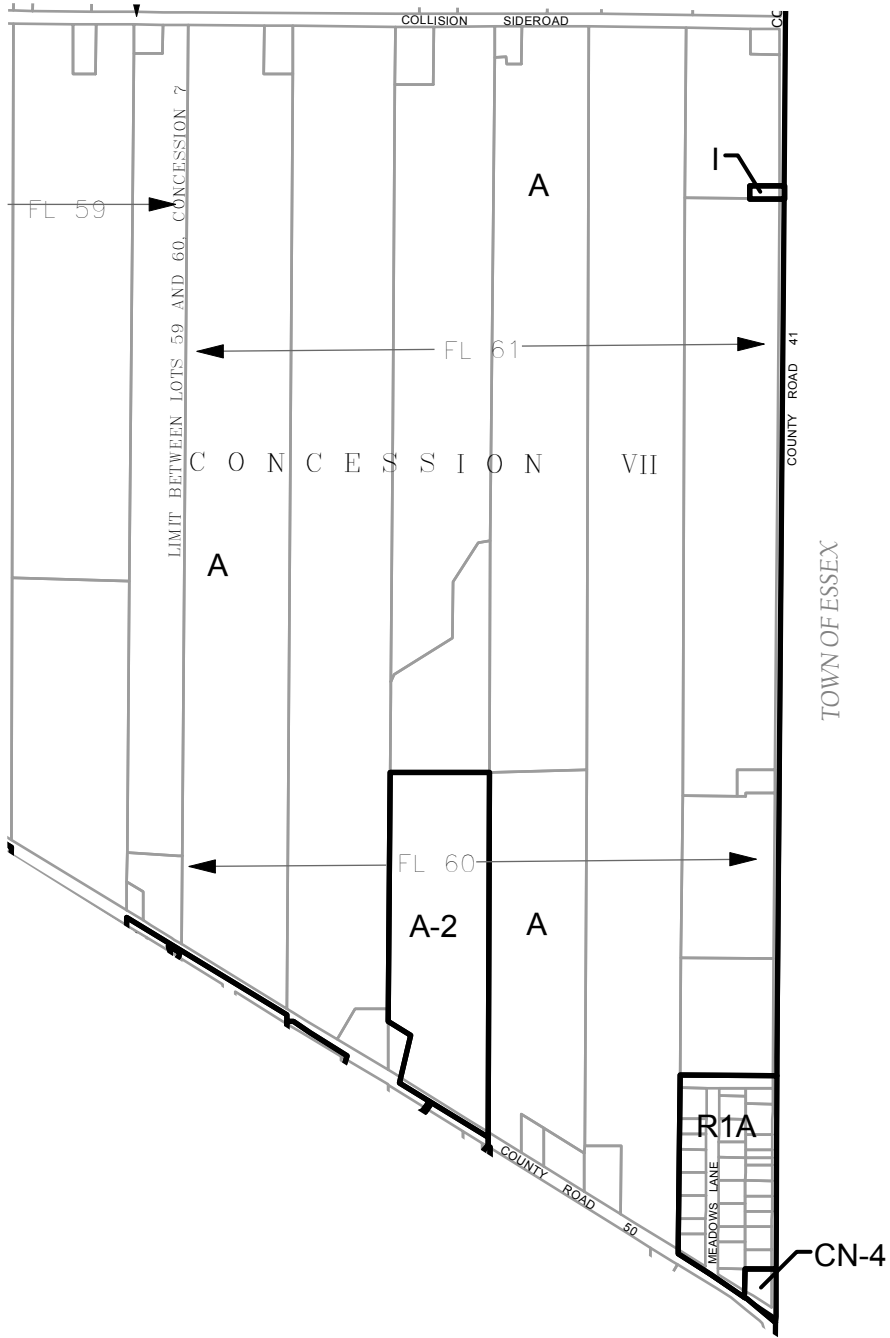 COLLISION SIDEROAD
CO
I
A
FL 59
LIMIT BETWEEN LOTS 59 AND 60, CONCESSION 7
FL 61
COUNTY ROAD 41
CONCESSION VII
A
TOWN OF ESSEX
FL 60
A-2
A
R1A
MEADOWS LANE
COUNTY ROAD 50
CN-4